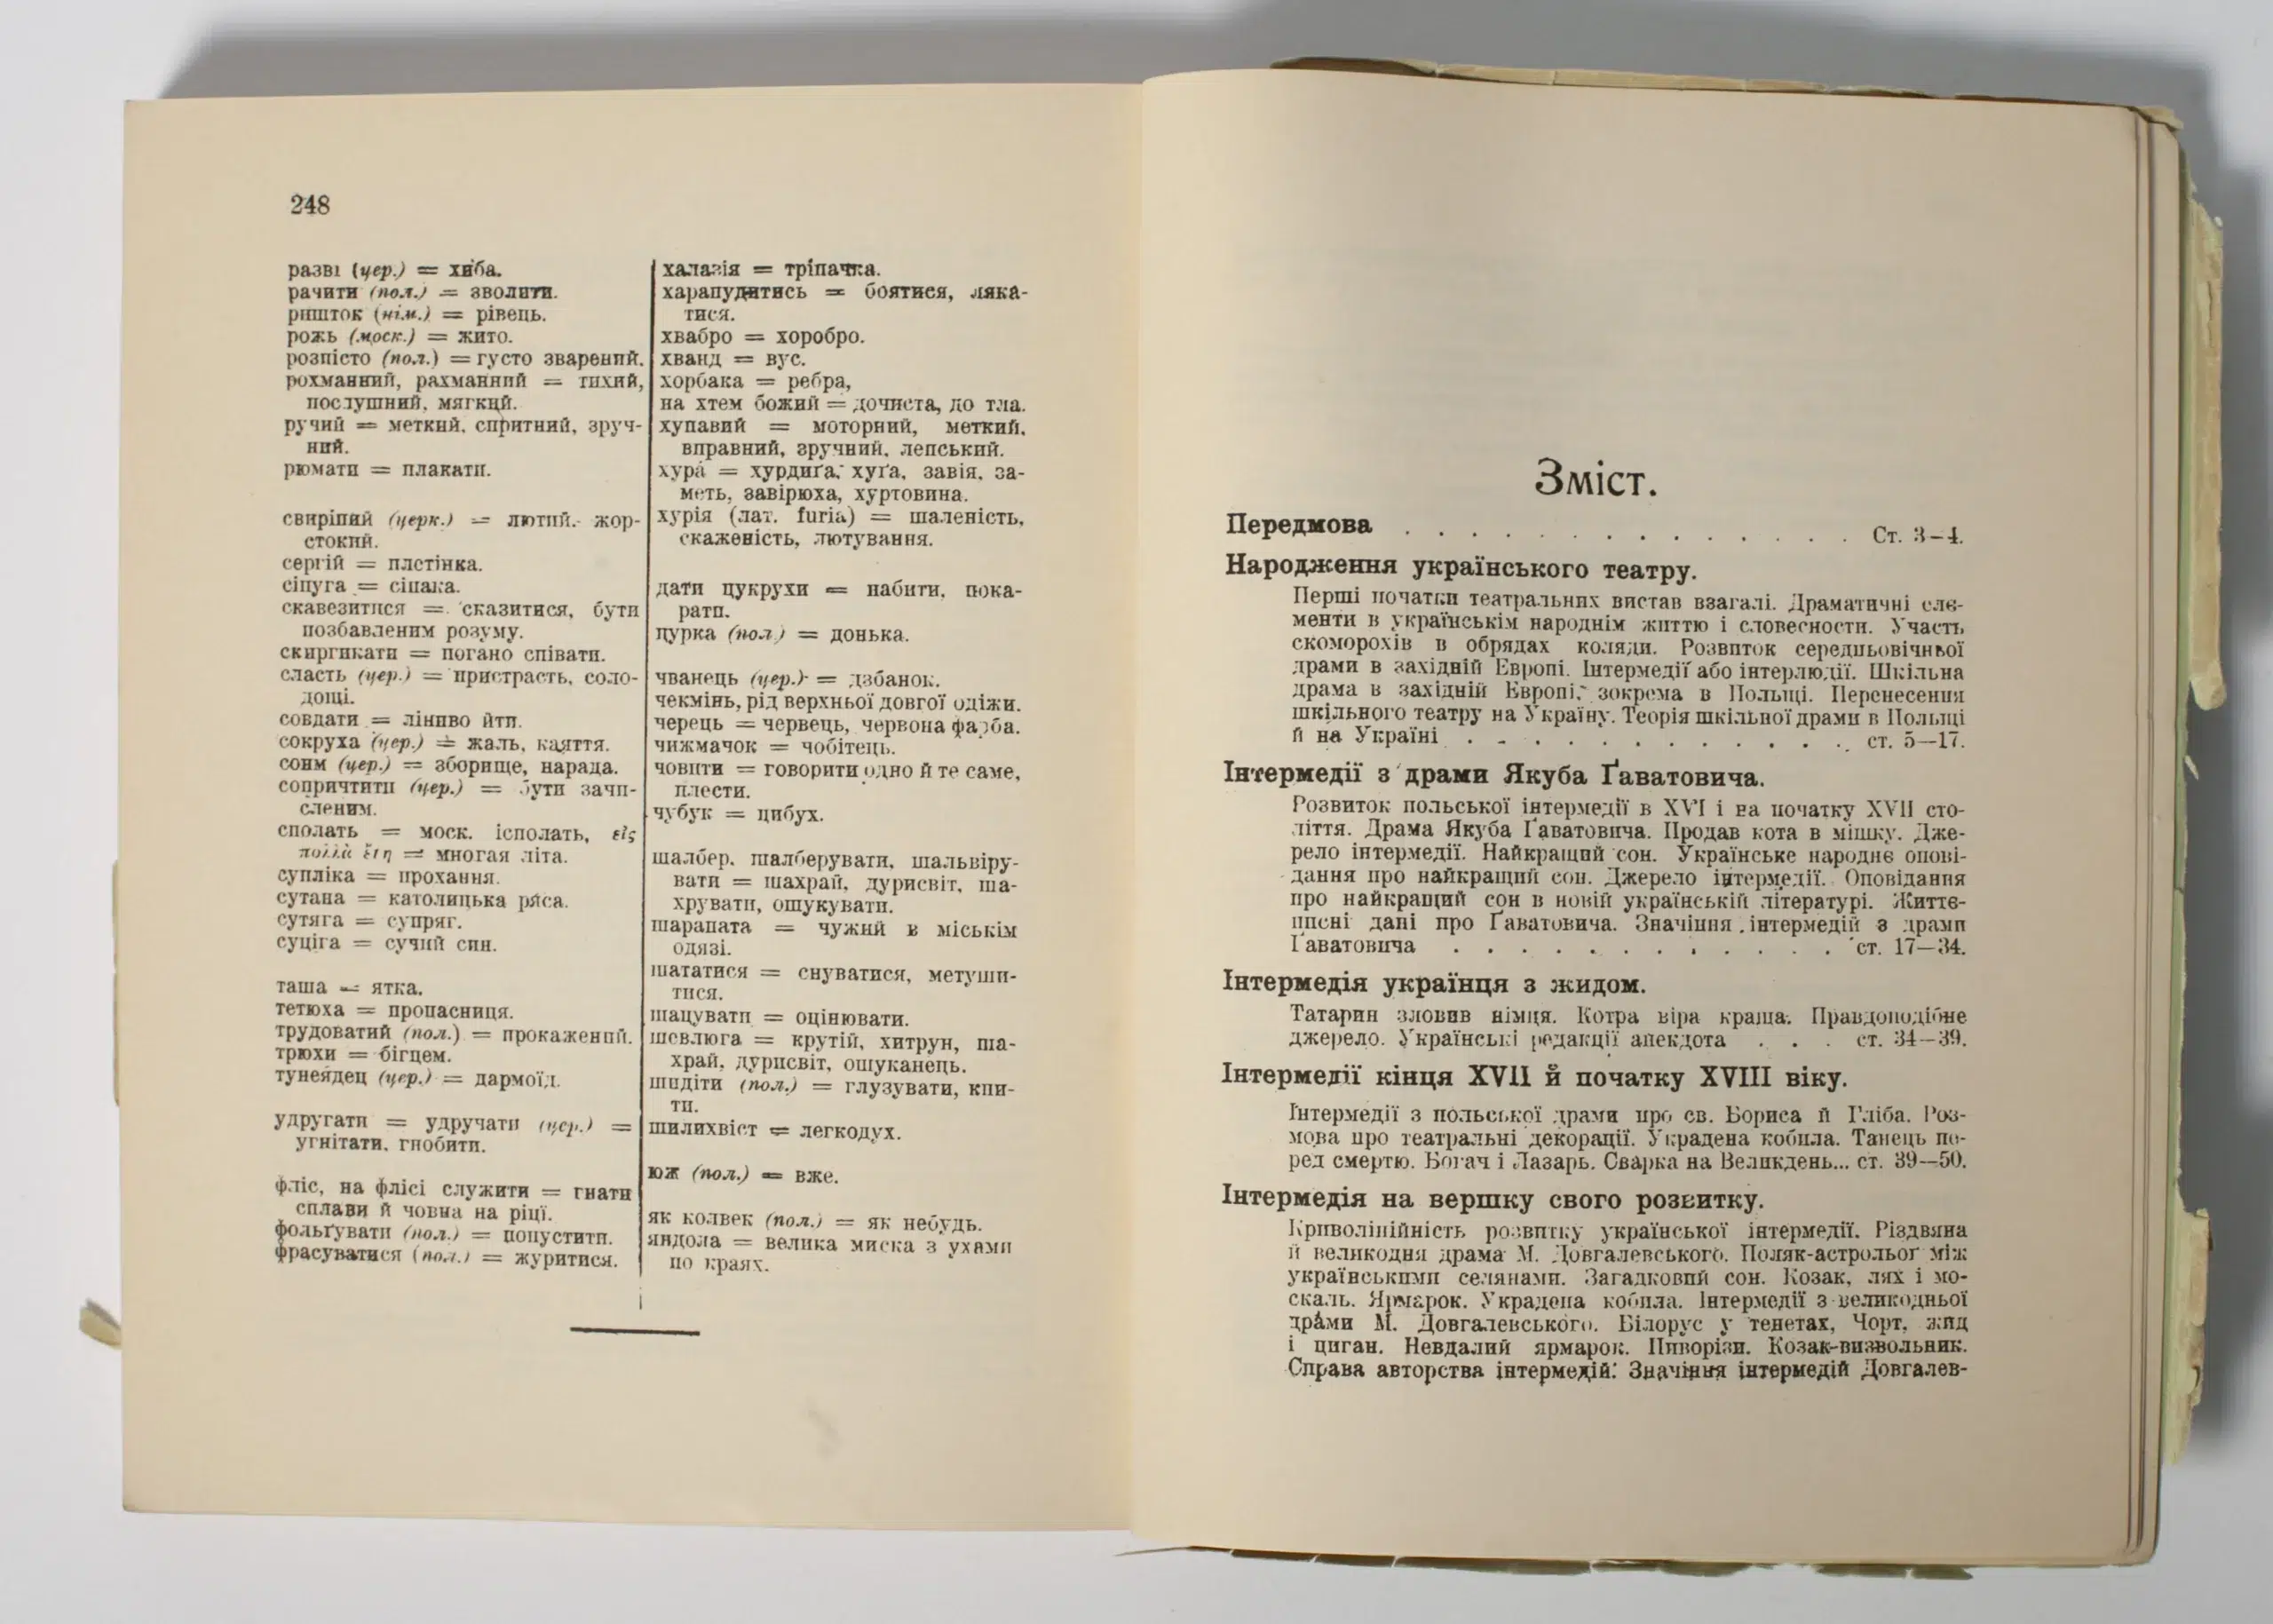 248
разві (цер.) = хиба.
рачити (пол.) = зволити.
ришток (нім.) = рівець.
рожь (моск.) = жито.
розпісто (пол.) = густо зварений.
рохманний, рахманний = тихий,
послушний, мягкий.
ручий = меткий, спритний, зруч-
ний.
рюмати = плакати.
свиріпий (церк.) = лютий, жор-
стокий.
сергій = плетінка.
сіпуга = сіпака.
скавезитися = сказитися, бути
позбавленим розуму.
скиргикати = погано співати.
сласть (цер.) = пристрасть, соло-
дощі.
совдати = ліниво йти.
сокруха (цер.) = жаль, каяття.
сонм (цер.) = зборище, нарада.
сопричтити (цер.) = бути зачи-
сленим.
сполать = моск. ісполать, εἰς
πολλὰ ἔτη = многая літа.
супліка = прохання.
сутана = католицька ряса.
сутяга = супряг.
суціга = сучий син.
таша = ятка.
тетюха = пропасниця.
трудоватий (пол.) = прокажений.
трюхи = бігцем.
тунеядец (цер.) = дармоїд.
удругати = удручати (цер.) =
угнітати, гнобити.
фліс, на флісі служити = гнати
сплави й човна на ріці.
фольґувати (пол.) = попустити.
фрасуватися (пол.) = журитися.
халазія = тріпачка.
харапудитись = боятися, ляка-
тися.
хвабро = хоробро.
хванд = вус.
хорбака = ребра,
на хтем божий = дочиста, до тла.
хупавий = моторний, меткий,
вправний, зручний, лепський.
хура́ = хурдиґа, хуґа, завія, за-
меть, завірюха, хуртовина.
хурія (лат. furia) = шаленість,
скаженість, лютування.
дати цукрухи = набити, пока-
рати.
цурка (пол.) = донька.
чванець (цер.) = дзбанок.
чекмінь, рід верхньої довгої одіжи.
черець = червець, червона фарба.
чижмачок = чобітець.
човпти = говорити одно й те саме,
плести.
чубук = цибух.
шалбер, шалберувати, шальвіру-
вати = шахрай, дурисвіт, ша-
хрувати, ошукувати.
шарапата = чужий в міськім
одязі.
шататися = снуватися, метуши-
тися.
шацувати = оцінювати.
шевлюга = крутій, хитрун, ша-
храй, дурисвіт, ошуканець.
шидіти (пол.) = глузувати, кпи-
ти.
шилихвіст = легкодух.
юж (пол.) = вже.
як колвек (пол.) = як небудь.
яндола = велика миска з ухами
по краях.
Зміст.
Передмова . . . . . . . . . . . . . . . Ст. 3—4.
Народження українського театру.
Перші початки театральних вистав взагалі. Драматичні еле-
менти в українськім народнім життю і словесности. Участь
скоморохів в обрядах коляди. Розвиток середньовічньої
драми в західній Европі. Інтермедії або інтерлюдії. Шкільна
драма в західній Европі, зокрема в Польщі. Перенесення
шкільного театру на Україну. Теорія шкільної драми в Польщі
й на Україні . . . . . . . . . . . . . . ст. 5—17.
Інтермедії з драми Якуба Ґаватовича.
Розвиток польської інтермедії в XVI і на початку XVII сто-
ліття. Драма Якуба Ґаватовича. Продав кота в мішку. Дже-
рело інтермедії. Найкращий сон. Українське народнє опові-
дання про найкращий сон. Джерело інтермедії. Оповідання
про найкращий сон в новій українській літературі. Життє-
писні дані про Ґаватовича. Значіння інтермедій з драми
Ґаватовича . . . . . . . . . . . . ст. 17—34.
Інтермедія українця з жидом.
Татарин зловив німця. Котра віра краща. Правдоподібне
джерело. Українські редакції анекдота . . . ст. 34—39.
Інтермедії кінця XVII й початку XVIII віку.
Інтермедії з польської драми про св. Бориса й Гліба. Роз-
мова про театральні декорації. Украдена кобила. Танець пе-
ред смертю. Богач і Лазарь. Сварка на Великдень... ст. 39—50.
Інтермедія на вершку свого розвитку.
Криволінійність розвитку української інтермедії. Різдвяна
й великодня драма М. Довгалевського. Поляк-астрольоґ між
українськими селянами. Загадковий сон. Козак, лях і мо-
скаль. Ярмарок. Украдена кобила. Інтермедії з великодньої
драми М. Довгалевського. Білорус у тенетах, Чорт, жид
і циган. Невдалий ярмарок. Пиворізи. Козак-визвольник.
Справа авторства інтермедій. Значіння інтермедій Довгалев-